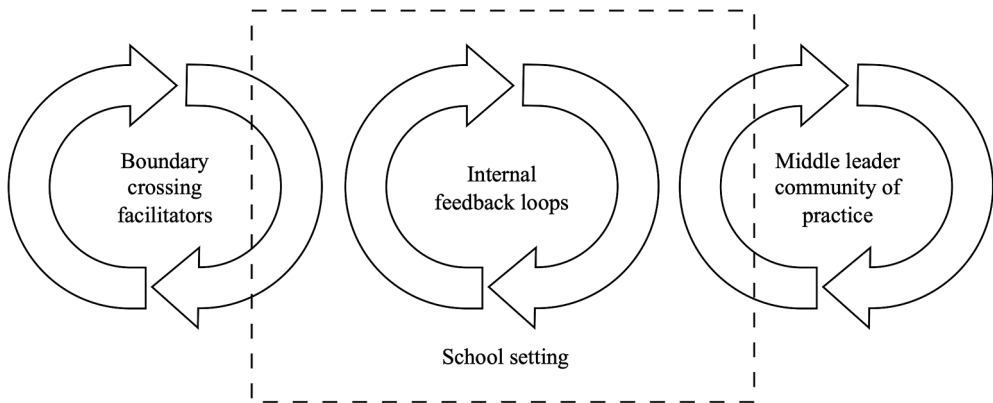 Boundary
crossing
facilitators
Internal
feedback loops
Middle leader
community of
practice
School setting